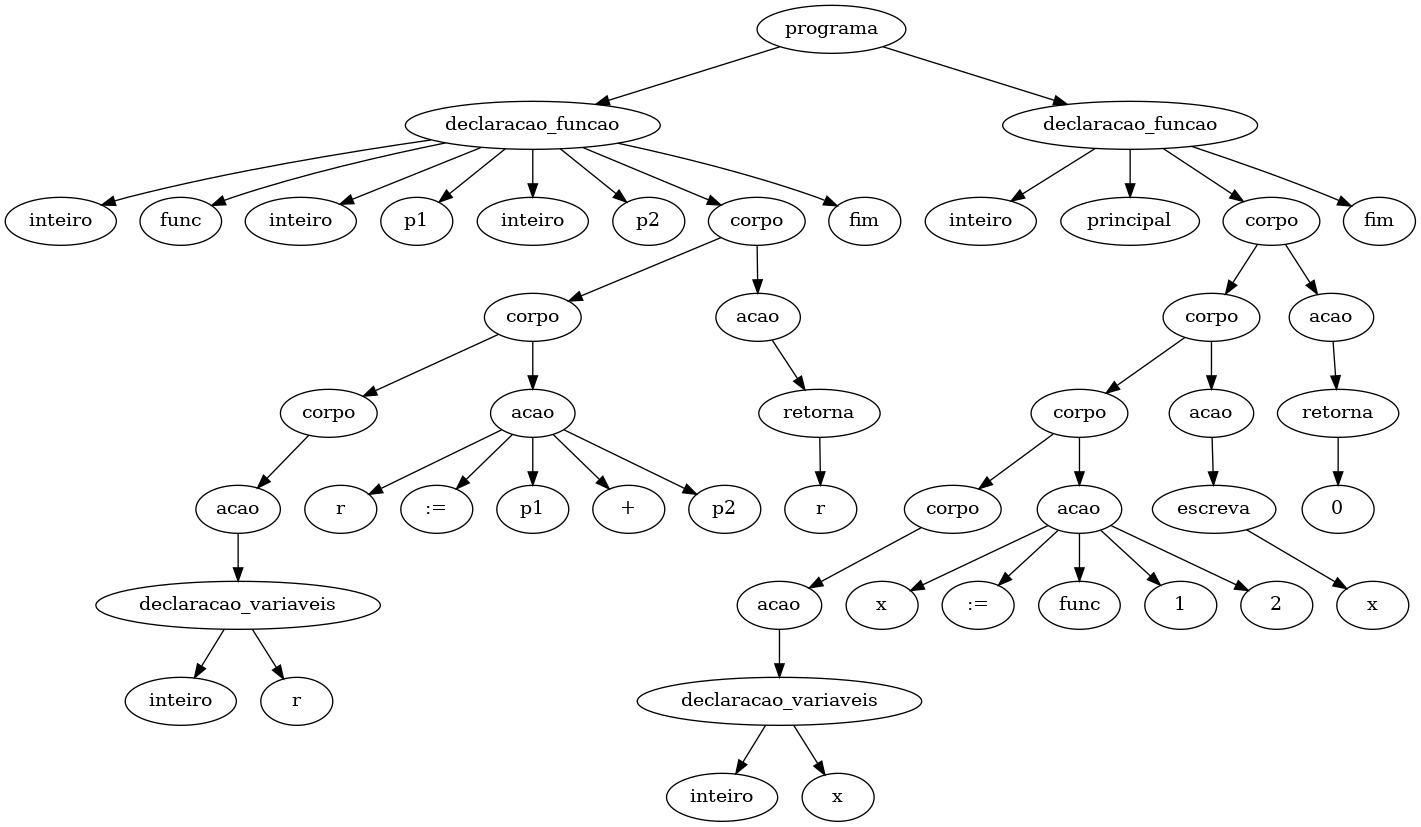 programa
declaracao_funcao declaracao_funcao
inteiro func inteiro p1 inteiro p2 corpo fim inteiro principal corpo fim
corpo acao corpo acao
corpo acao retorna corpo acao retorna
acao r := p1 + p2 r corpo acao escreva 0
declaracao_variaveis acao x := func 1 2 x
inteiro r declaracao_variaveis
inteiro x